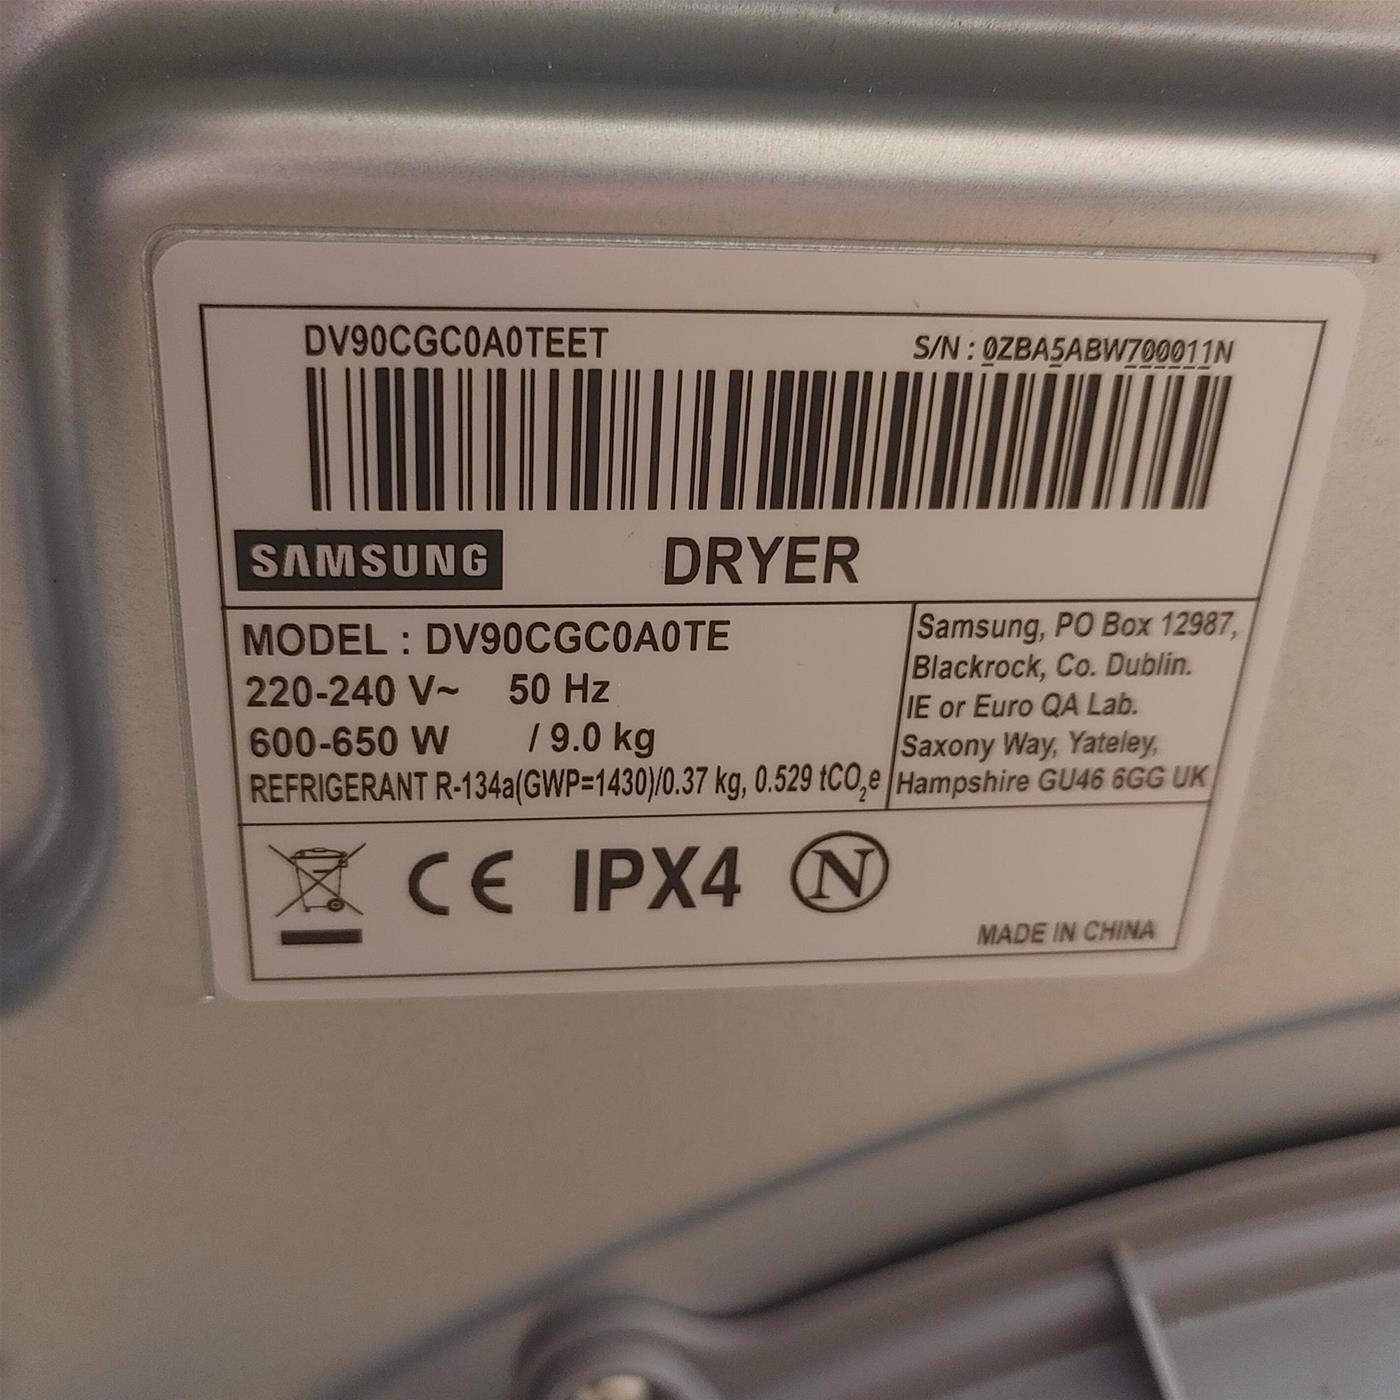 DV90CGC0A0TEET
S/N : 0ZBA5ABW700011N
SAMSUNG
DRYER
MODEL : DV90CGC0A0TE
220-240 V~ 50 Hz
600-650 W / 9.0 kg
REFRIGERANT R-134a(GWP=1430)/0.37 kg, 0.529 tCO₂e
Samsung, PO Box 12987,
Blackrock, Co. Dublin.
IE or Euro QA Lab.
Saxony Way, Yateley,
Hampshire GU46 6GG UK
CE IPX4 N
MADE IN CHINA